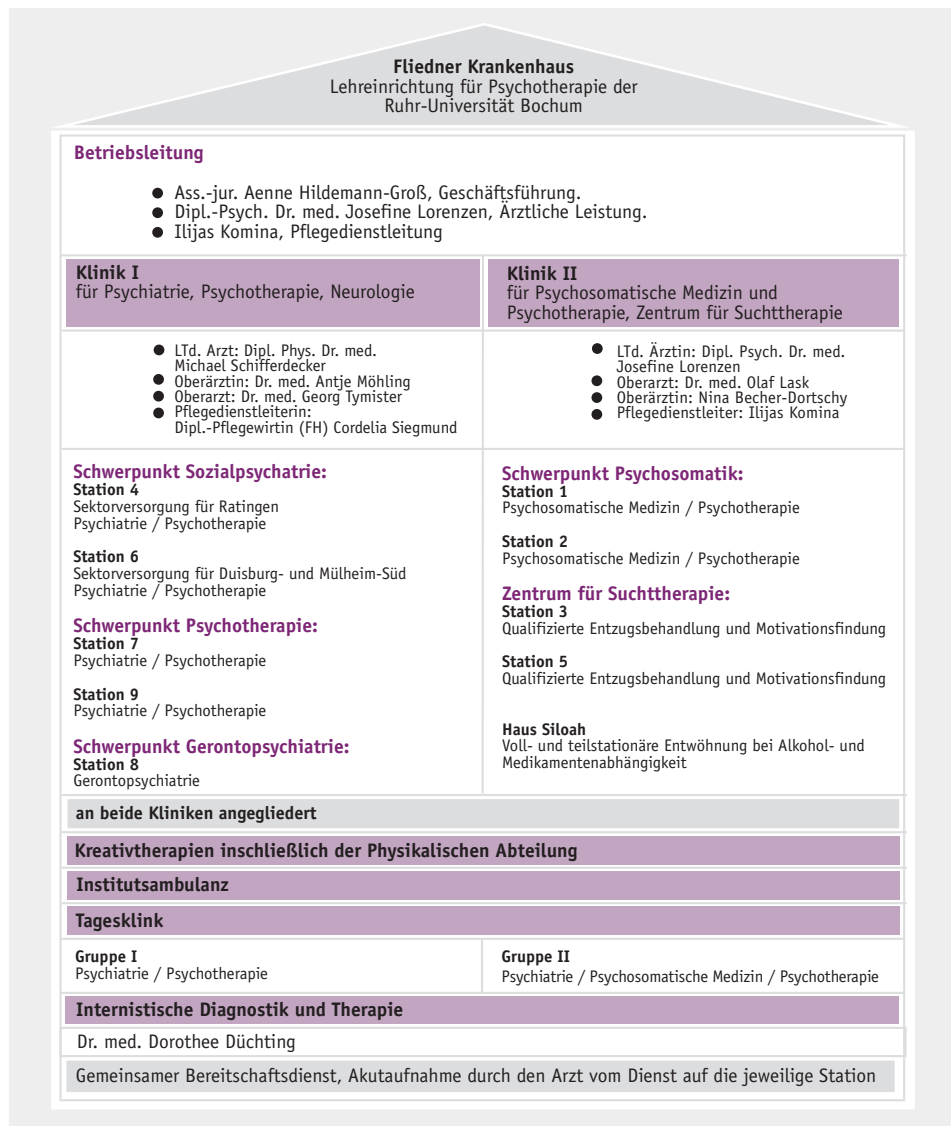 Fliedner Krankenhaus
Lehreinrichtung für Psychotherapie der
Ruhr-Universität Bochum
Betriebsleitung
● Ass.-jur. Aenne Hildemann-Groß, Geschäftsführung.
● Dipl.-Psych. Dr. med. Josefine Lorenzen, Ärztliche Leistung.
● Ilijas Komina, Pflegedienstleitung
Klinik I
für Psychiatrie, Psychotherapie, Neurologie
● LTd. Arzt: Dipl. Phys. Dr. med.
Michael Schifferdecker
● Oberärztin: Dr. med. Antje Möhling
● Oberarzt: Dr. med. Georg Tymister
● Pflegedienstleiterin:
Dipl.-Pflegewirtin (FH) Cordelia Siegmund
Schwerpunkt Sozialpsychatrie:
Station 4
Sektorversorgung für Ratingen
Psychiatrie / Psychotherapie
Station 6
Sektorversorgung für Duisburg- und Mülheim-Süd
Psychiatrie / Psychotherapie
Schwerpunkt Psychotherapie:
Station 7
Psychiatrie / Psychotherapie
Station 9
Psychiatrie / Psychotherapie
Schwerpunkt Gerontopsychiatrie:
Station 8
Gerontopsychiatrie
Klinik II
für Psychosomatische Medizin und
Psychotherapie, Zentrum für Suchttherapie
● LTd. Ärztin: Dipl. Psych. Dr. med.
Josefine Lorenzen
● Oberarzt: Dr. med. Olaf Lask
● Oberärztin: Nina Becher-Dortschy
● Pflegedienstleiter: Ilijas Komina
Schwerpunkt Psychosomatik:
Station 1
Psychosomatische Medizin / Psychotherapie
Station 2
Psychosomatische Medizin / Psychotherapie
Zentrum für Suchttherapie:
Station 3
Qualifizierte Entzugsbehandlung und Motivationsfindung
Station 5
Qualifizierte Entzugsbehandlung und Motivationsfindung
Haus Siloah
Voll- und teilstationäre Entwöhnung bei Alkohol- und
Medikamentenabhängigkeit
an beide Kliniken angegliedert
Kreativtherapien inschließlich der Physikalischen Abteilung
Institutsambulanz
Tagesklink
Gruppe I
Psychiatrie / Psychotherapie
Gruppe II
Psychiatrie / Psychosomatische Medizin / Psychotherapie
Internistische Diagnostik und Therapie
Dr. med. Dorothee Düchting
Gemeinsamer Bereitschaftsdienst, Akutaufnahme durch den Arzt vom Dienst auf die jeweilige Station